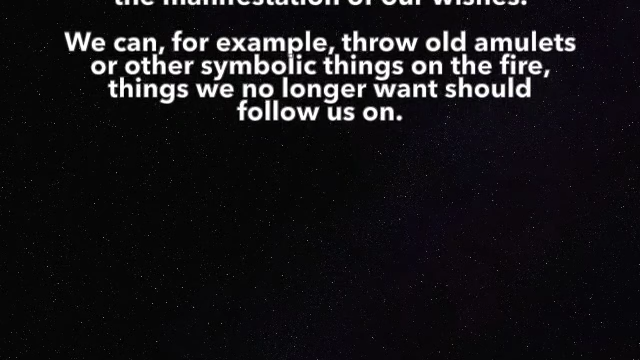 the manifestation of our wishes.
We can, for example, throw old amulets
or other symbolic things on the fire,
things we no longer want should
follow us on.